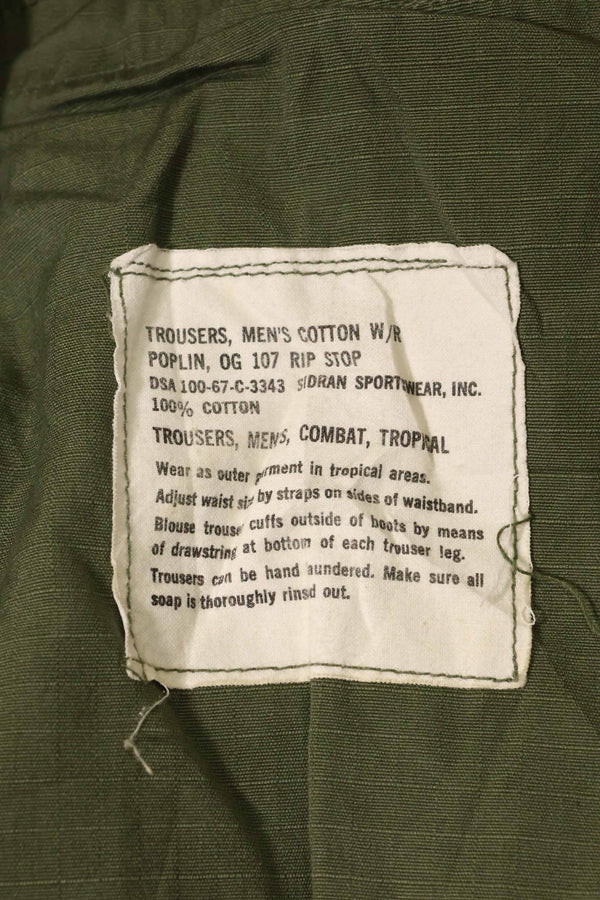 TROUSERS, MEN'S COTTON W/R
POPLIN, OG 107 RIP STOP
DSA 100-67-C-3343 SIDRAN SPORTSWEAR, INC.
100% COTTON
TROUSERS, MENS, COMBAT, TROPICAL
Wear as outer garment in tropical areas.
Adjust waist size by straps on sides of waistband.
Blouse trouse cuffs outside of boots by means
of drawstring at bottom of each trouser leg.
Trousers can be hand aundered. Make sure all
soap is thoroughly rinsd out.